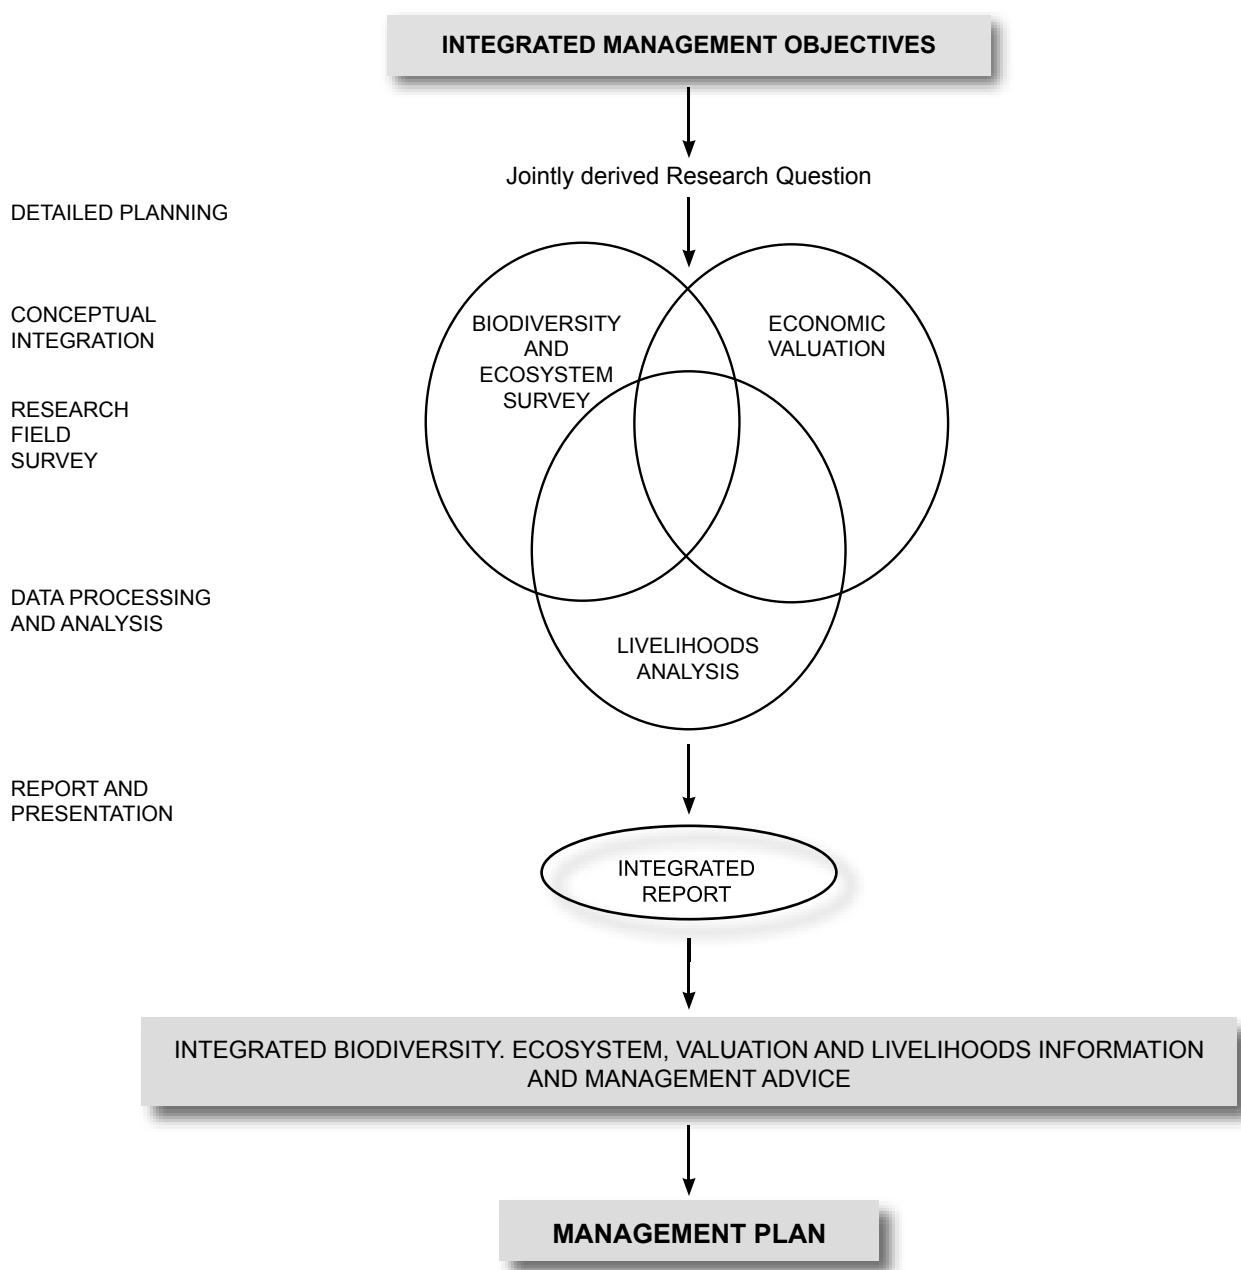 INTEGRATED MANAGEMENT OBJECTIVES
Jointly derived Research Question
DETAILED PLANNING
CONCEPTUAL
INTEGRATION
BIODIVERSITY
AND
ECOSYSTEM
SURVEY
ECONOMIC
VALUATION
RESEARCH
FIELD
SURVEY
DATA PROCESSING
AND ANALYSIS
LIVELIHOODS
ANALYSIS
REPORT AND
PRESENTATION
INTEGRATED
REPORT
INTEGRATED BIODIVERSITY. ECOSYSTEM, VALUATION AND LIVELIHOODS INFORMATION
AND MANAGEMENT ADVICE
MANAGEMENT PLAN